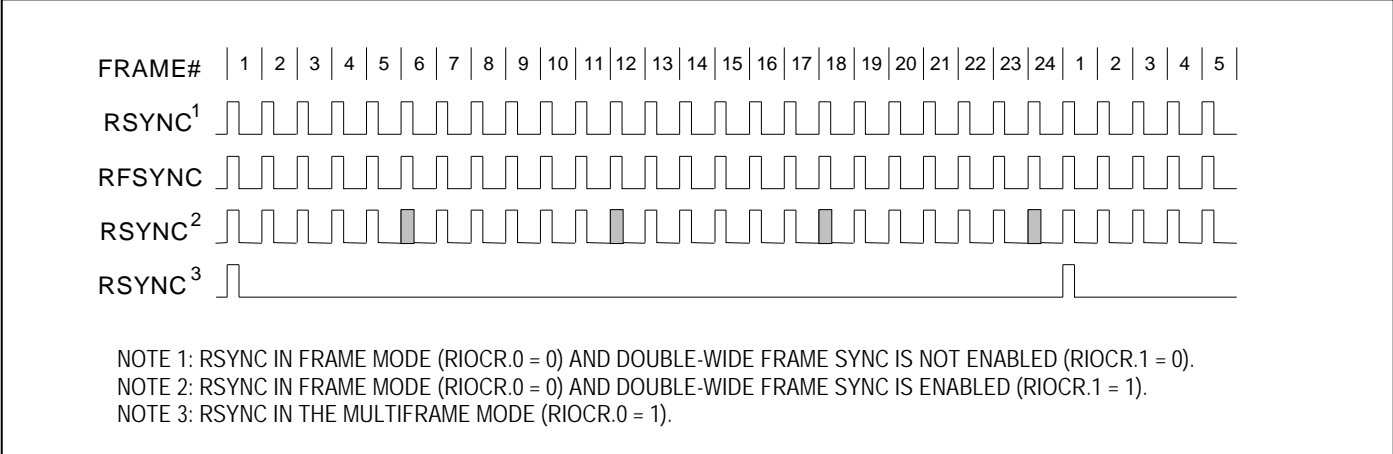 FRAME# 1 2 3 4 5 6 7 8 9 10 11 12 13 14 15 16 17 18 19 20 21 22 23 24 1 2 3 4 5
RSYNC1
RFSYNC
RSYNC2
RSYNC3
NOTE 1: RSYNC IN FRAME MODE (RIOCR.0 = 0) AND DOUBLE-WIDE FRAME SYNC IS NOT ENABLED (RIOCR.1 = 0).
NOTE 2: RSYNC IN FRAME MODE (RIOCR.0 = 0) AND DOUBLE-WIDE FRAME SYNC IS ENABLED (RIOCR.1 = 1).
NOTE 3: RSYNC IN THE MULTIFRAME MODE (RIOCR.0 = 1).